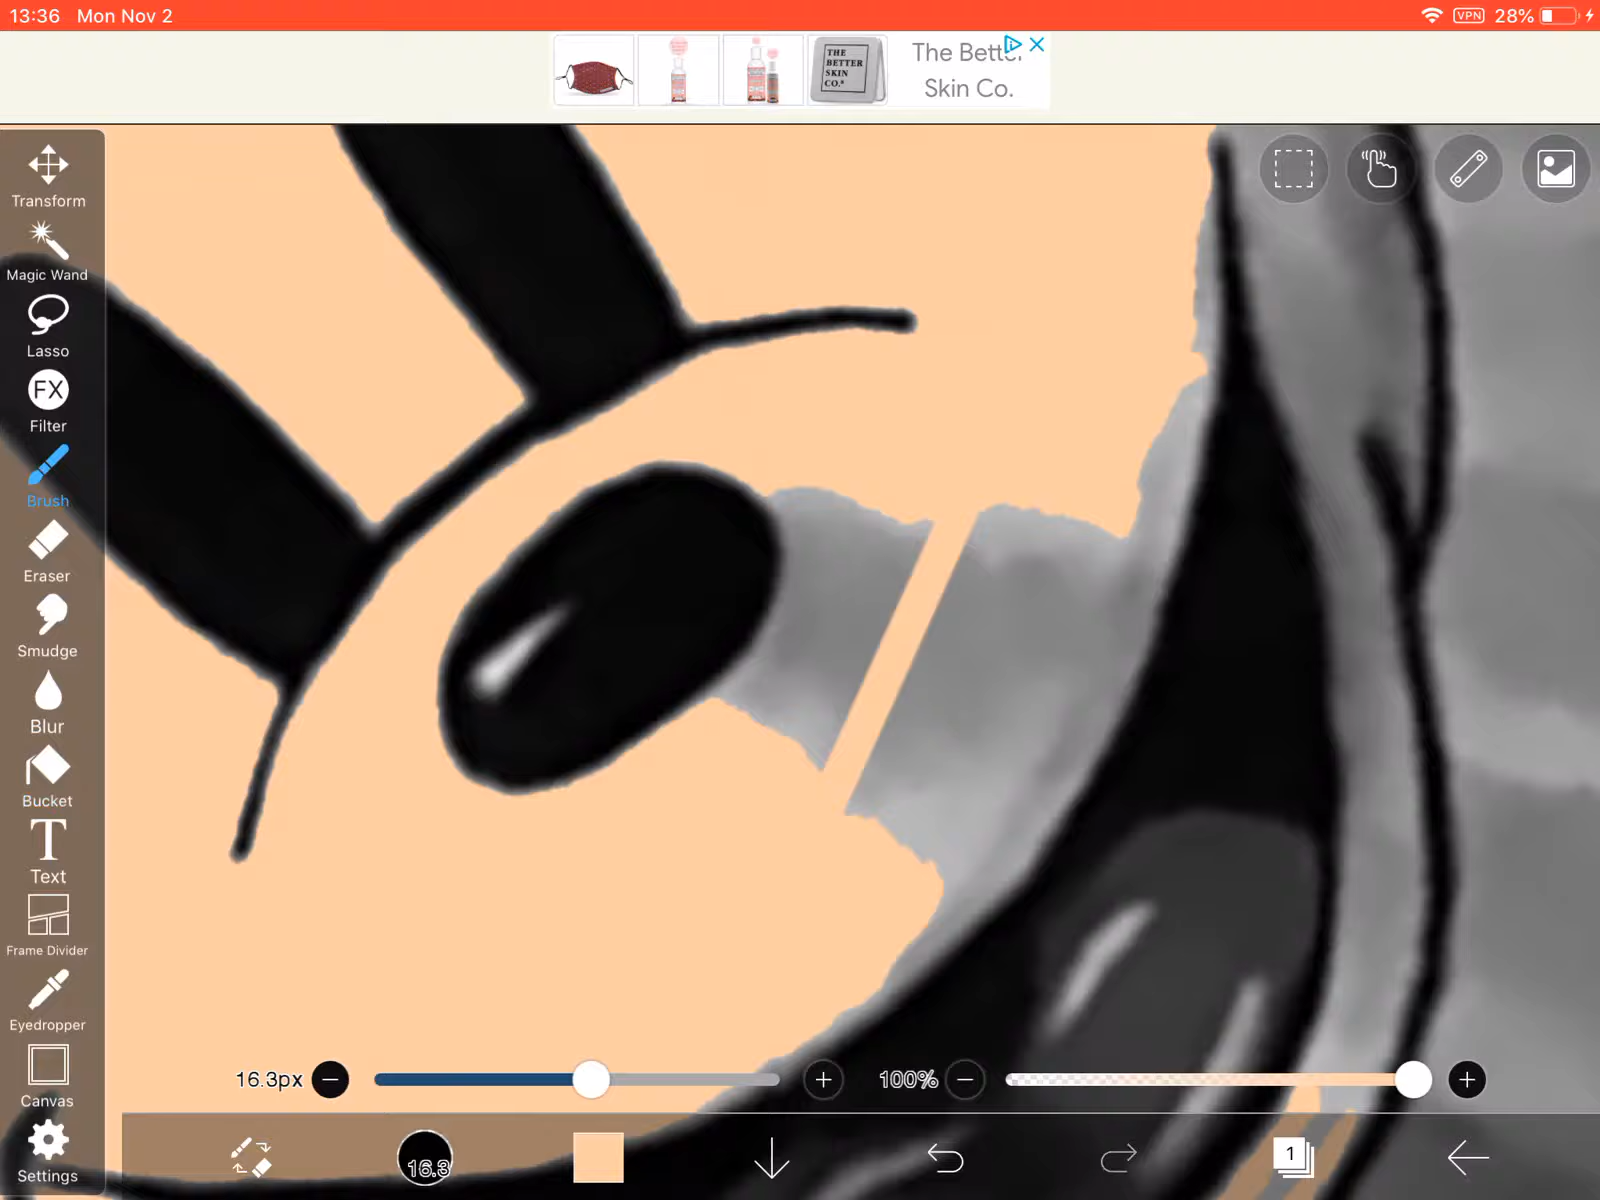 13:36 Mon Nov 2
VPN 28%
THE
BETTER
SKIN
CO.
The Better
Skin Co.
Transform
Magic Wand
Lasso
FX
Filter
Brush
Eraser
Smudge
Blur
Bucket
T
Text
Frame Divider
Eyedropper
Canvas
Settings
16.3px
100%
16.3
1